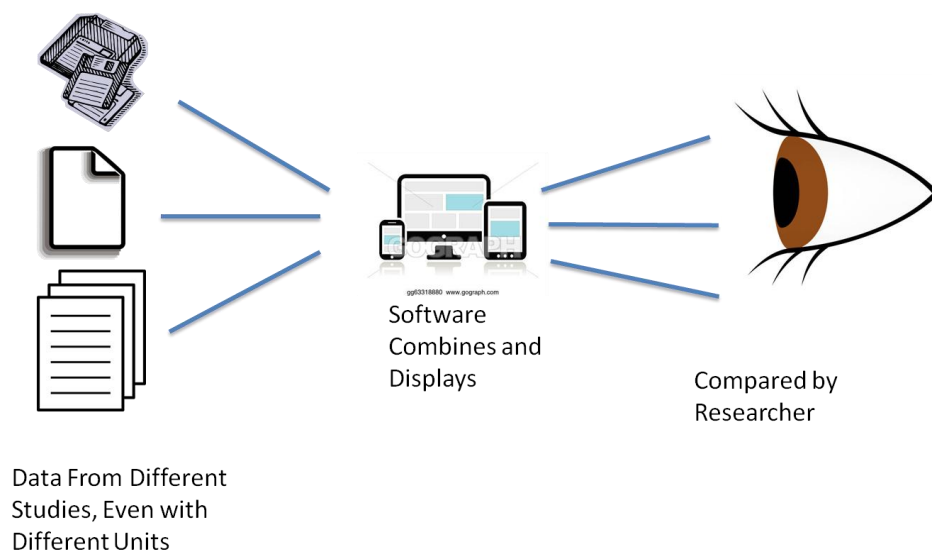 GOGRAPH
gg63318880 www.gograph.com
Software
Combines and
Displays
Compared by
Researcher
Data From Different
Studies, Even with
Different Units